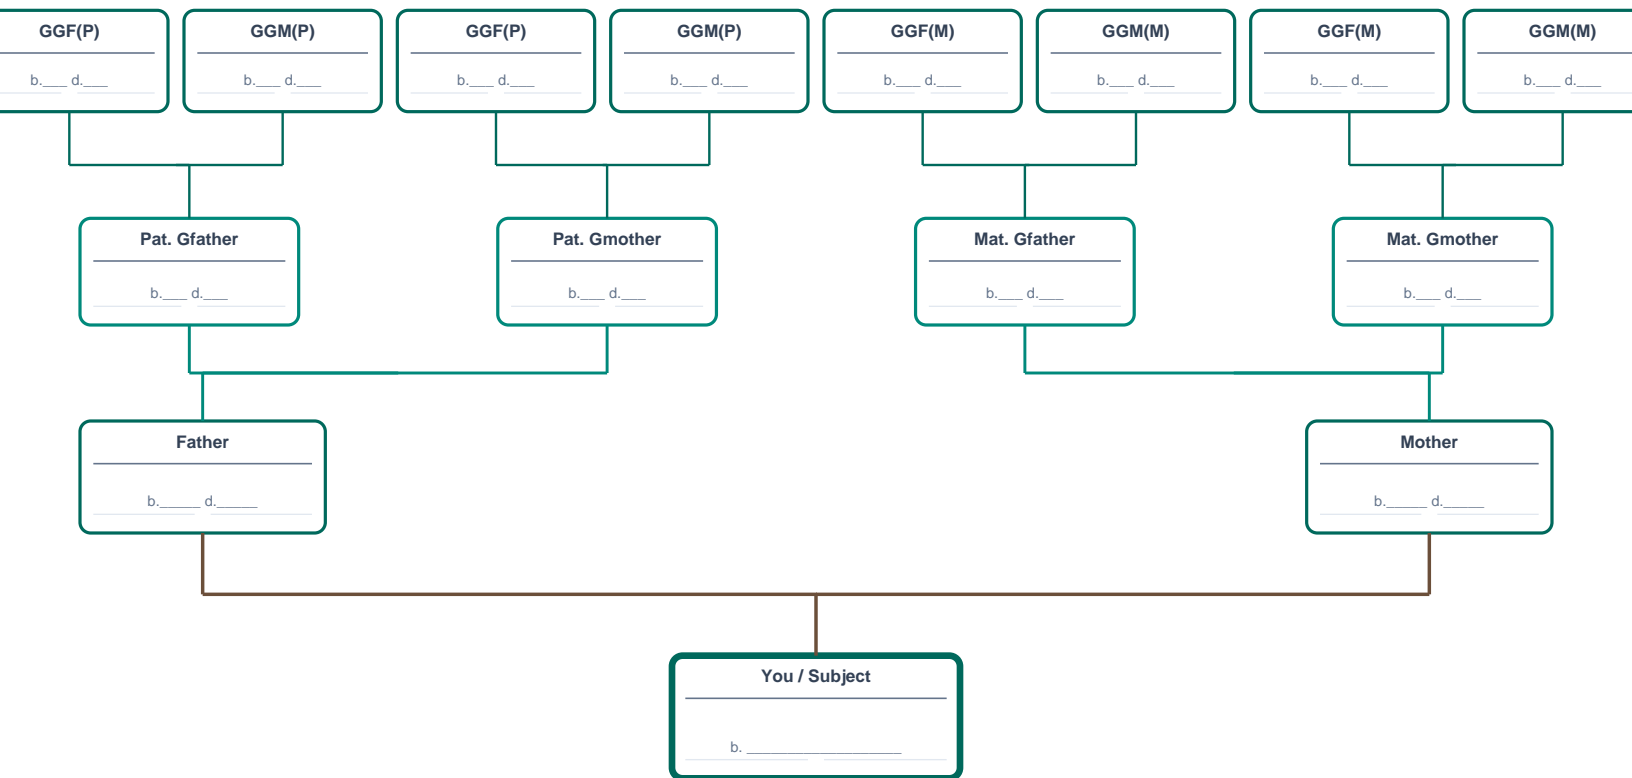 GGF(P) GGM(P) GGF(P) GGM(P) GGF(M) GGM(M) GGF(M) GGM(M)
b.___ d.___ b.___ d.___ b.___ d.___ b.___ d.___ b.___ d.___ b.___ d.___ b.___ d.___ b.___ d.___
Pat. Gfather Pat. Gmother Mat. Gfather Mat. Gmother
b.___ d.___ b.___ d.___ b.___ d.___ b.___ d.___
Father Mother
b._____ d._____ b._____ d._____
You / Subject
b. ___________________